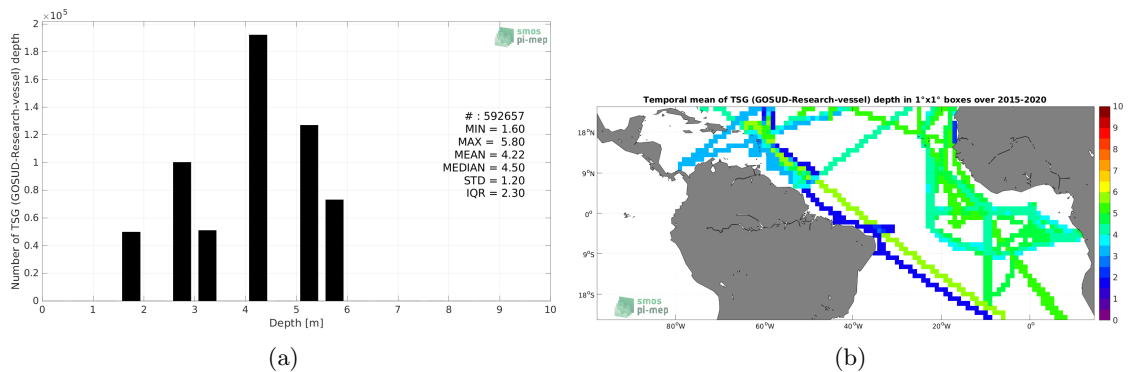 ×10⁵
2
1.8
1.6
1.4
1.2
1
0.8
0.6
0.4
0.2
0
Number of TSG (GOSUD-Research-vessel) depth
0 1 2 3 4 5 6 7 8 9 10
Depth [m]
smos
pi-mep
# : 592657
MIN = 1.60
MAX = 5.80
MEAN = 4.22
MEDIAN = 4.50
STD = 1.20
IQR = 2.30
(a)
Temporal mean of TSG (GOSUD-Research-vessel) depth in 1°x1° boxes over 2015-2020
18°N
9°N
0°
9°S
18°S
80°W 60°W 40°W 20°W 0°
smos
pi-mep
10
9
8
7
6
5
4
3
2
1
0
(b)